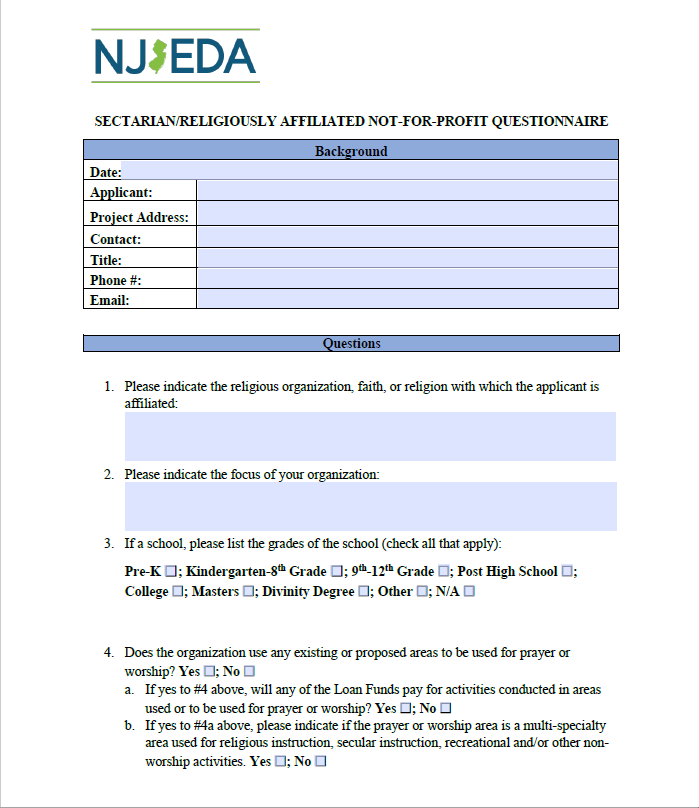 NJ EDA
SECTARIAN/RELIGIOUSLY AFFILIATED NOT-FOR-PROFIT QUESTIONNAIRE
Background
Date:
Applicant:
Project Address:
Contact:
Title:
Phone #:
Email:
Questions
1. Please indicate the religious organization, faith, or religion with which the applicant is
affiliated:
2. Please indicate the focus of your organization:
3. If a school, please list the grades of the school (check all that apply):
Pre-K ☐; Kindergarten-8th Grade ☐; 9th-12th Grade ☐; Post High School ☐;
College ☐; Masters ☐; Divinity Degree ☐; Other ☐; N/A ☐
4. Does the organization use any existing or proposed areas to be used for prayer or
worship? Yes ☐; No ☐
a. If yes to #4 above, will any of the Loan Funds pay for activities conducted in areas
used or to be used for prayer or worship? Yes ☐; No ☐
b. If yes to #4a above, please indicate if the prayer or worship area is a multi-specialty
area used for religious instruction, secular instruction, recreational and/or other non-
worship activities. Yes ☐; No ☐